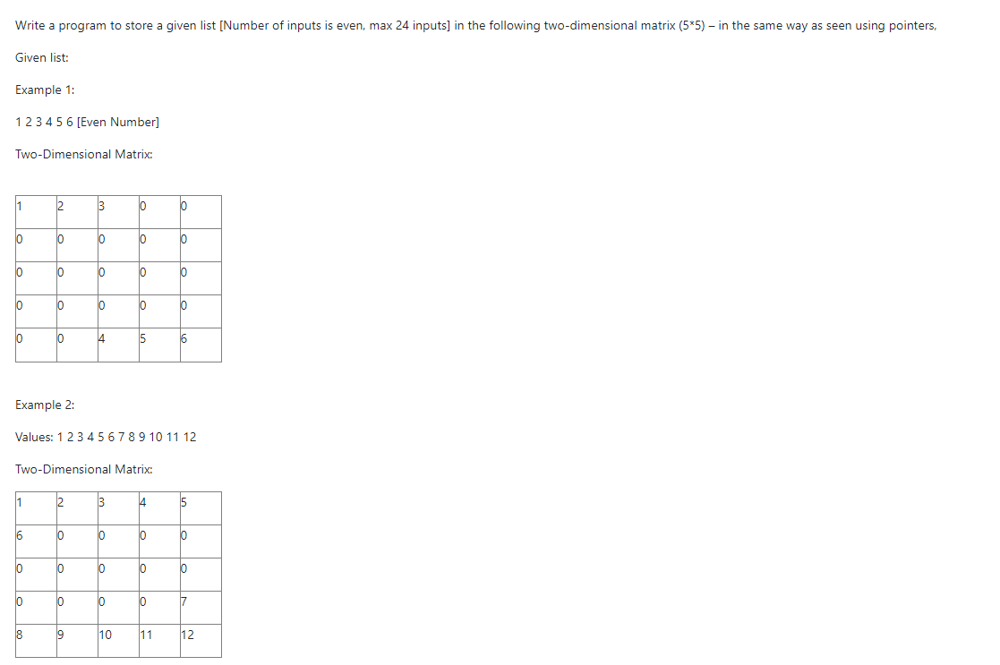 Write a program to store a given list [Number of inputs is even, max 24 inputs] in the following two-dimensional matrix (5*5) – in the same way as seen using pointers,
Given list:
Example 1:
1 2 3 4 5 6 [Even Number]
Two-Dimensional Matrix:
1 2 3 0 0
0 0 0 0 0
0 0 0 0 0
0 0 0 0 0
0 0 4 5 6
Example 2:
Values: 1 2 3 4 5 6 7 8 9 10 11 12
Two-Dimensional Matrix:
1 2 3 4 5
6 0 0 0 0
0 0 0 0 0
0 0 0 0 7
8 9 10 11 12